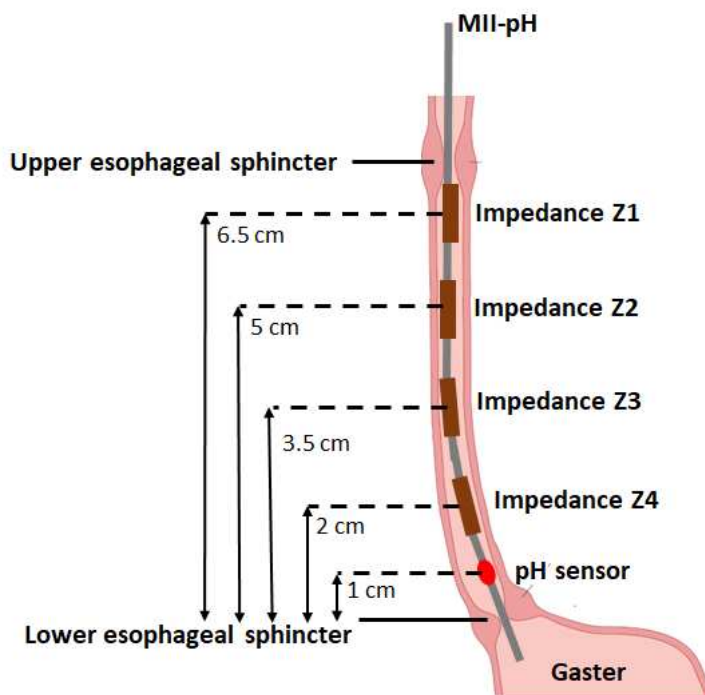 MII-pH
Upper esophageal sphincter
Impedance Z1
6.5 cm
Impedance Z2
5 cm
Impedance Z3
3.5 cm
Impedance Z4
2 cm
pH sensor
1 cm
Lower esophageal sphincter
Gaster